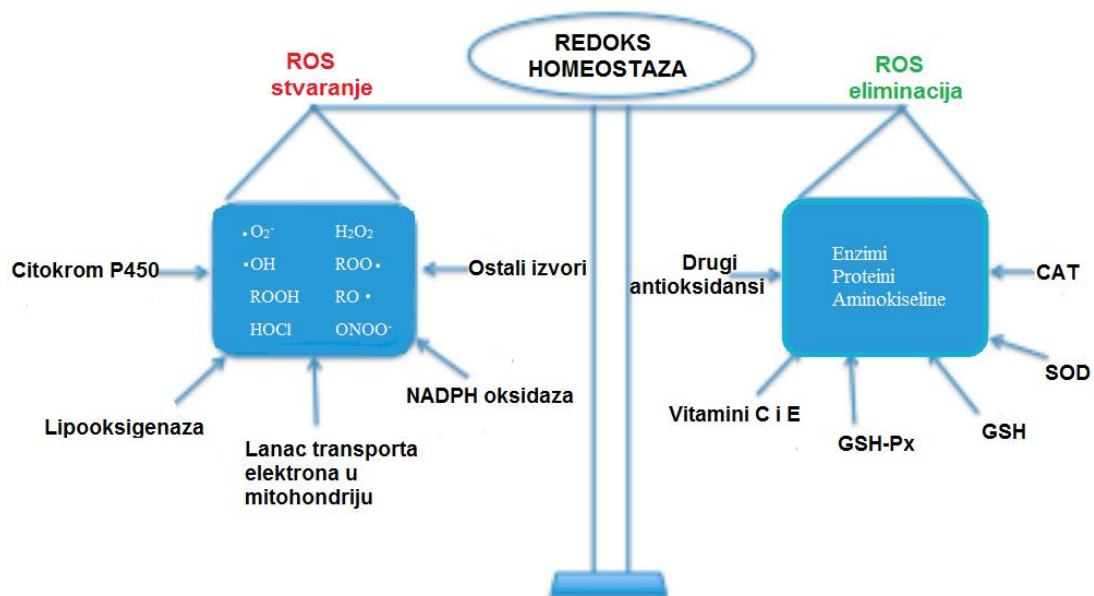 REDOKS
HOMEOSTAZA
ROS
stvaranje
ROS
eliminacija
•O₂⁻ H₂O₂
•OH ROO•
ROOH RO•
HOCl ONOO⁻
Citokrom P450
Ostali izvori
Lipooksigenaza
Lanac transporta
elektrona u
mitohondriju
NADPH oksidaza
Enzimi
Proteini
Aminokiseline
Drugi
antioksidansi
CAT
SOD
Vitamini C i E
GSH-Px
GSH